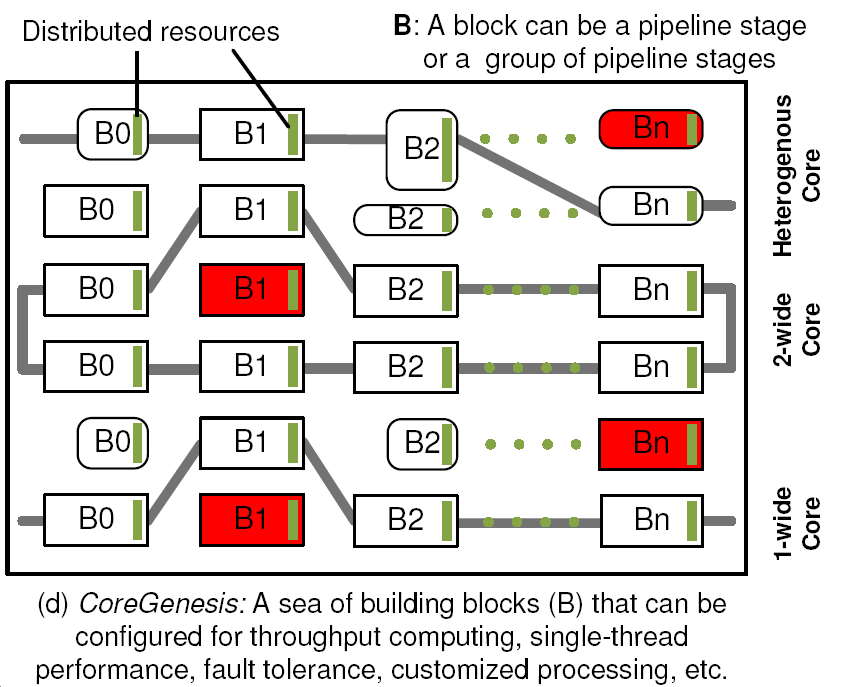 Distributed resources
B: A block can be a pipeline stage
or a group of pipeline stages
B0 B1 B2 Bn
B0 B1 B2 Bn
B0 B1 B2 Bn
B0 B1 B2 Bn
B0 B1 B2 Bn
B0 B1 B2 Bn
Heterogenous
Core
2-wide
Core
1-wide
Core
(d) CoreGenesis: A sea of building blocks (B) that can be
configured for throughput computing, single-thread
performance, fault tolerance, customized processing, etc.